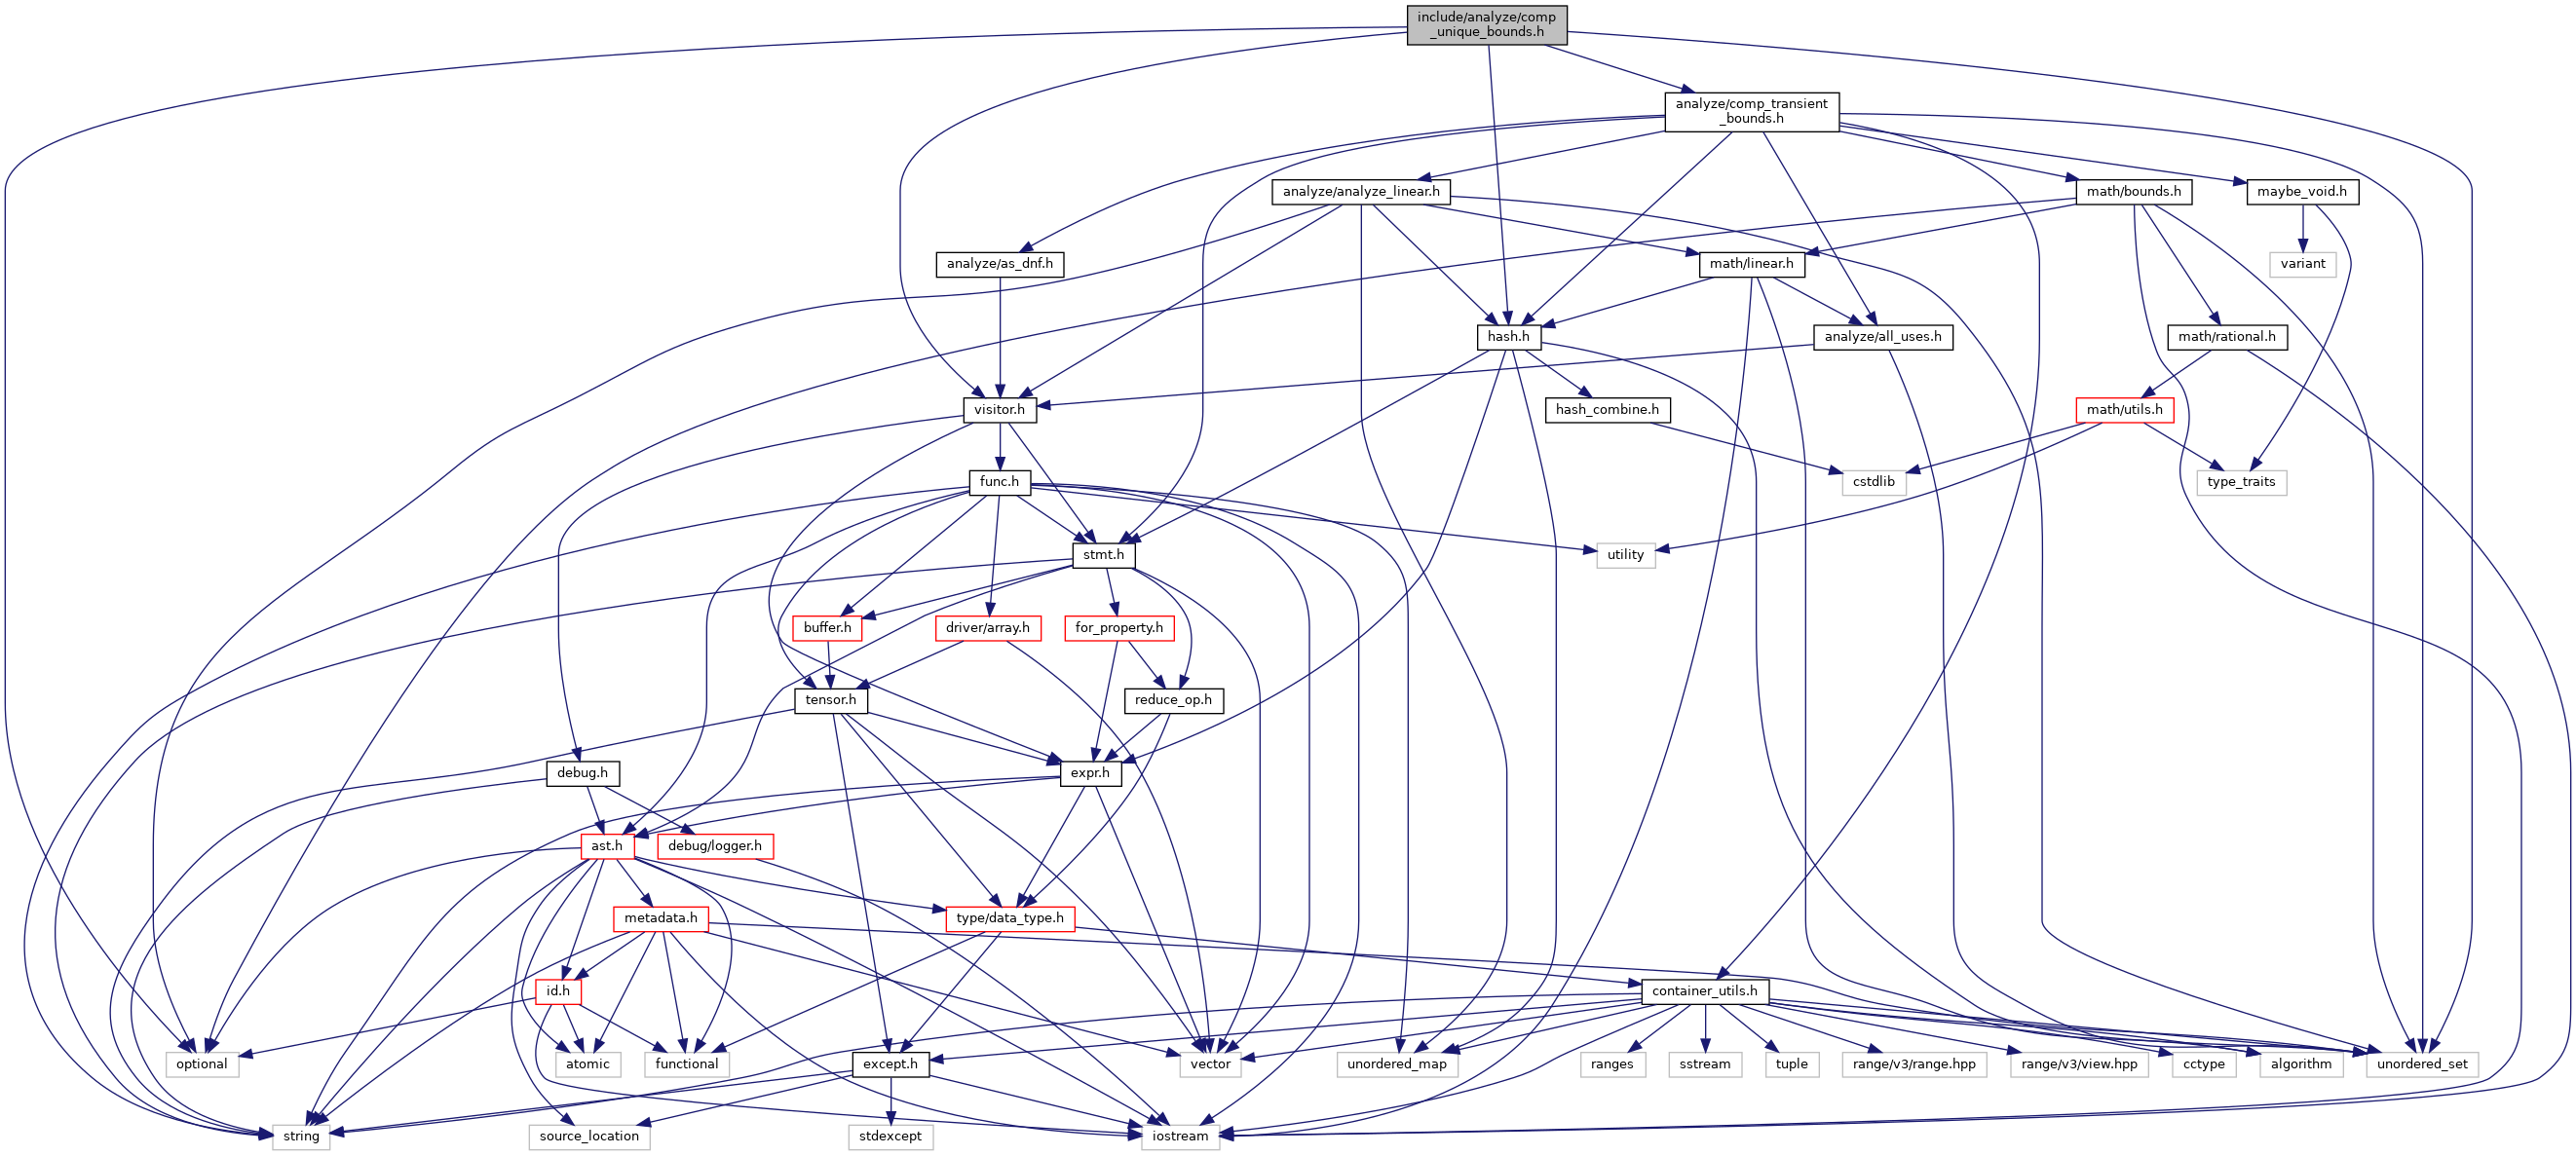 include/analyze/comp
_unique_bounds.h
analyze/comp_transient
_bounds.h
analyze/analyze_linear.h
math/bounds.h
maybe_void.h
analyze/as_dnf.h
math/linear.h
variant
hash.h
analyze/all_uses.h
math/rational.h
visitor.h
hash_combine.h
math/utils.h
func.h
cstdlib
type_traits
stmt.h
utility
buffer.h
driver/array.h
for_property.h
tensor.h
reduce_op.h
debug.h
expr.h
ast.h
debug/logger.h
metadata.h
type/data_type.h
id.h
container_utils.h
optional
atomic
functional
except.h
vector
unordered_map
ranges
sstream
tuple
range/v3/range.hpp
range/v3/view.hpp
cctype
algorithm
unordered_set
string
source_location
stdexcept
iostream